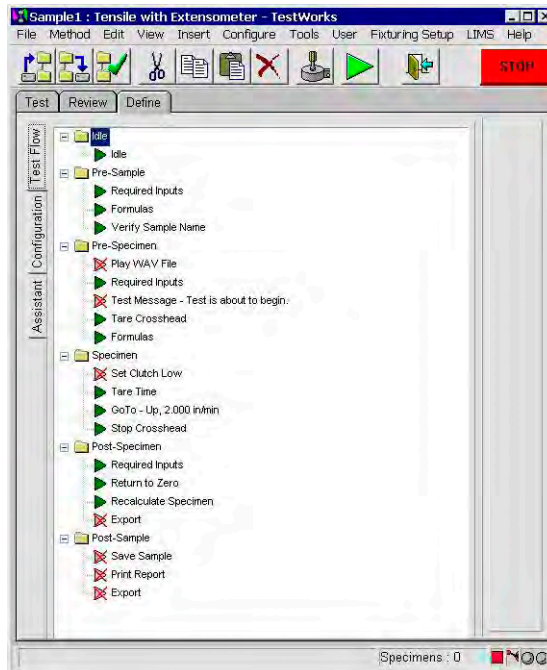 Sample1 : Tensile with Extensometer - TestWorks
File Method Edit View Insert Configure Tools User Fixturing Setup LIMS Help
STOP
Test Review Define
Test Flow
Configuration
Assistant
Idle
Idle
Pre-Sample
Required Inputs
Formulas
Verify Sample Name
Pre-Specimen
Play WAV File
Required Inputs
Test Message - Test is about to begin.
Tare Crosshead
Formulas
Specimen
Set Clutch Low
Tare Time
GoTo - Up, 2.000 in/min
Stop Crosshead
Post-Specimen
Required Inputs
Return to Zero
Recalculate Specimen
Export
Post-Sample
Save Sample
Print Report
Export
Specimens : 0